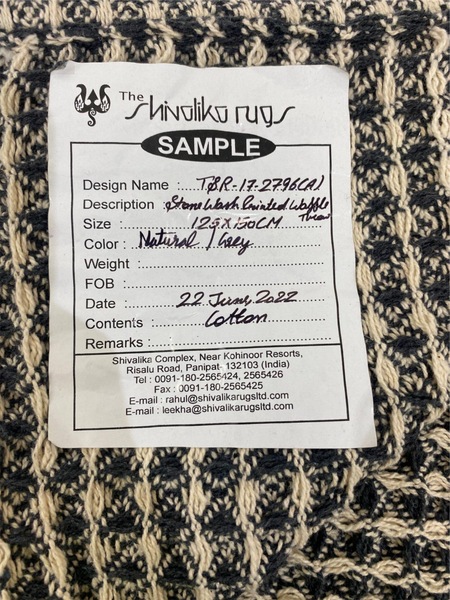 The Shivalika rugs
SAMPLE
Design Name :....TSR-17-2796(A)
Description :Stone Wash Printed Waffle Throw
Size :............125X150CM
Color : Natural / Grey
Weight :
FOB :
Date :.....22 June, 2022
Contents :.........Cotton
Remarks :
Shivalika Complex, Near Kohinoor Resorts,
Risalu Road, Panipat- 132103 (India)
Tel : 0091-180-2565424, 2565426
Fax : 0091-180-2565425
E-mail : rahul@shivalikarugsltd.com
E-mail : leekha@shivalikarugsltd.com